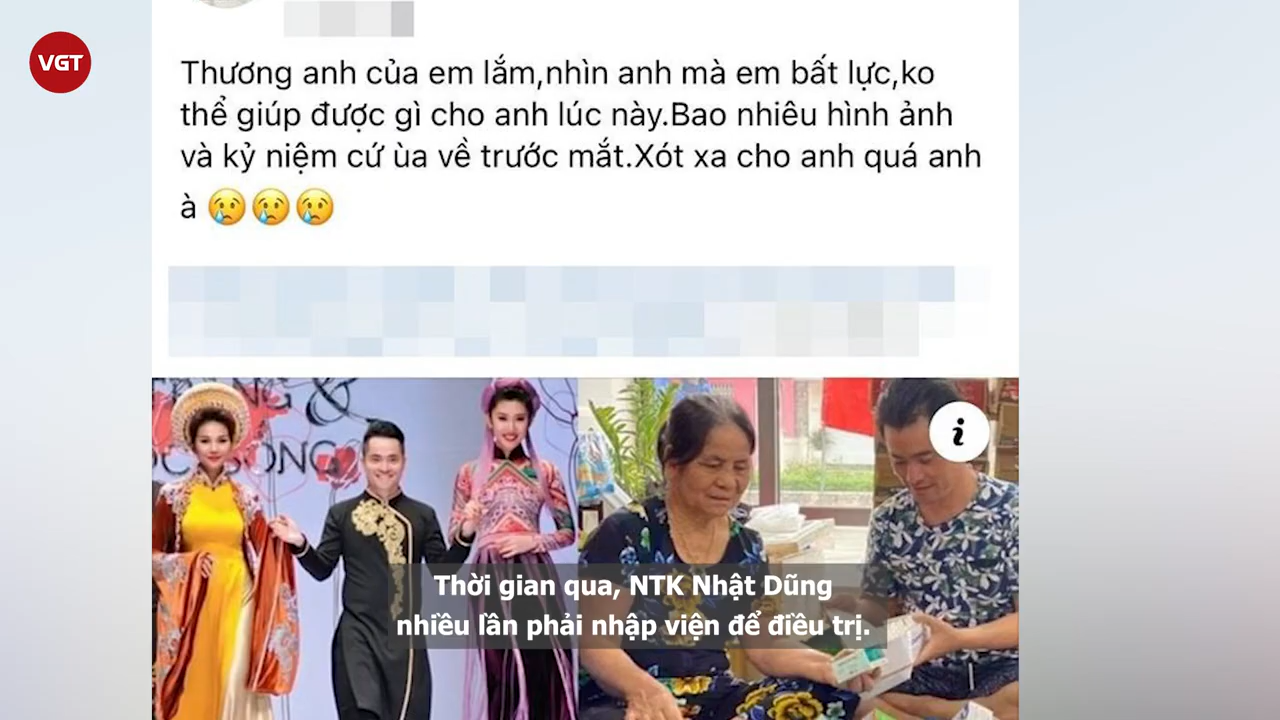 VGT
Thương anh của em lắm,nhìn anh mà em bất lực,ko
thể giúp được gì cho anh lúc này.Bao nhiêu hình ảnh
và kỷ niệm cứ ùa về trước mắt.Xót xa cho anh quá anh
à 😢😢😢
&
SONG
i
Thời gian qua, NTK Nhật Dũng
nhiều lần phải nhập viện để điều trị.